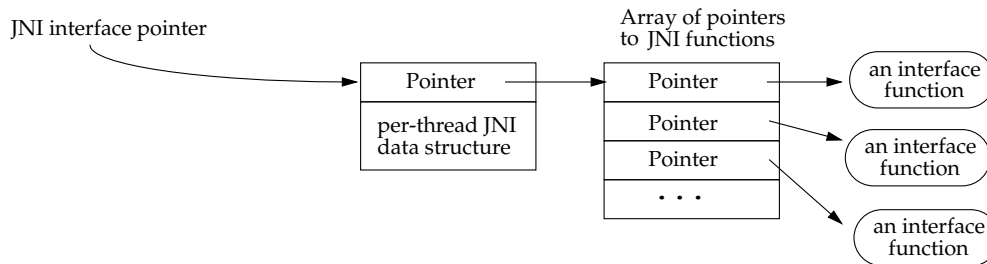 JNI interface pointer
Array of pointers
to JNI functions
Pointer
per-thread JNI
data structure
Pointer
Pointer
Pointer
. . .
an interface
function
an interface
function
an interface
function